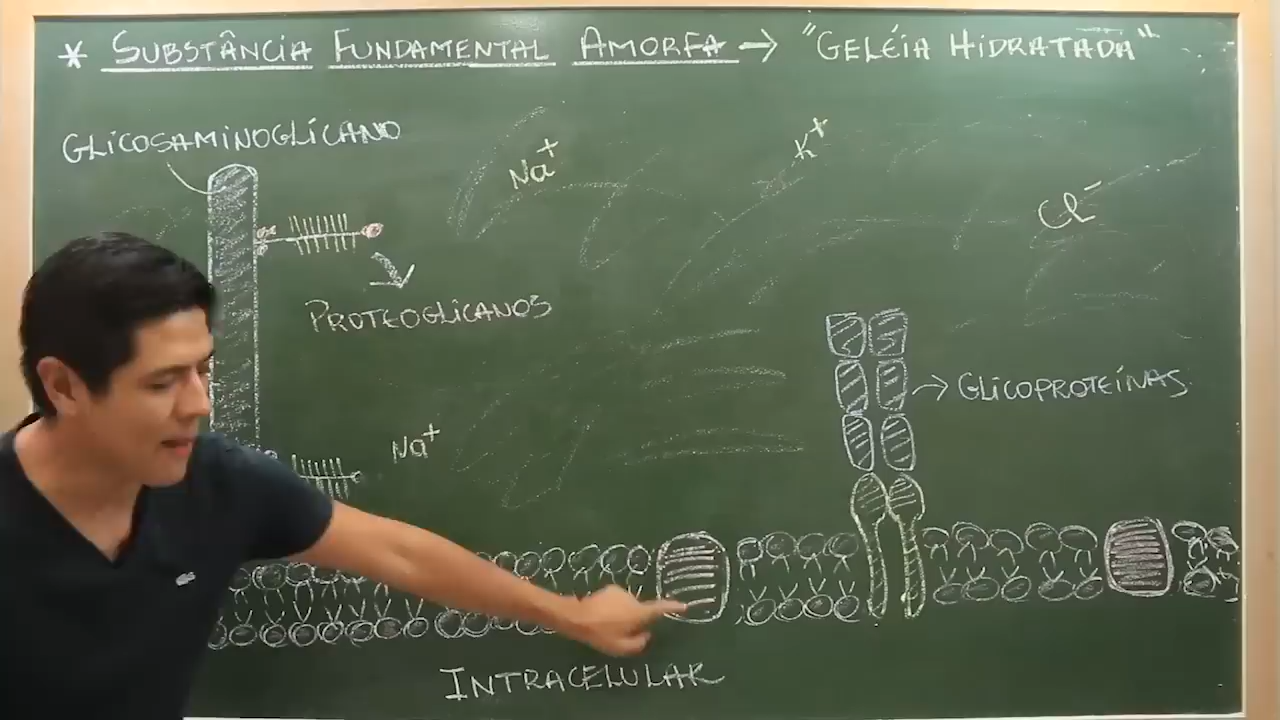 * SUBSTÂNCIA FUNDAMENTAL AMORFA → "GELÉIA HIDRATADA"
GLICOSAMINOGLICANO
Na+
K+
Cl-
PROTEOGLICANOS
GLICOPROTEÍNAS
Na+
INTRACELULAR